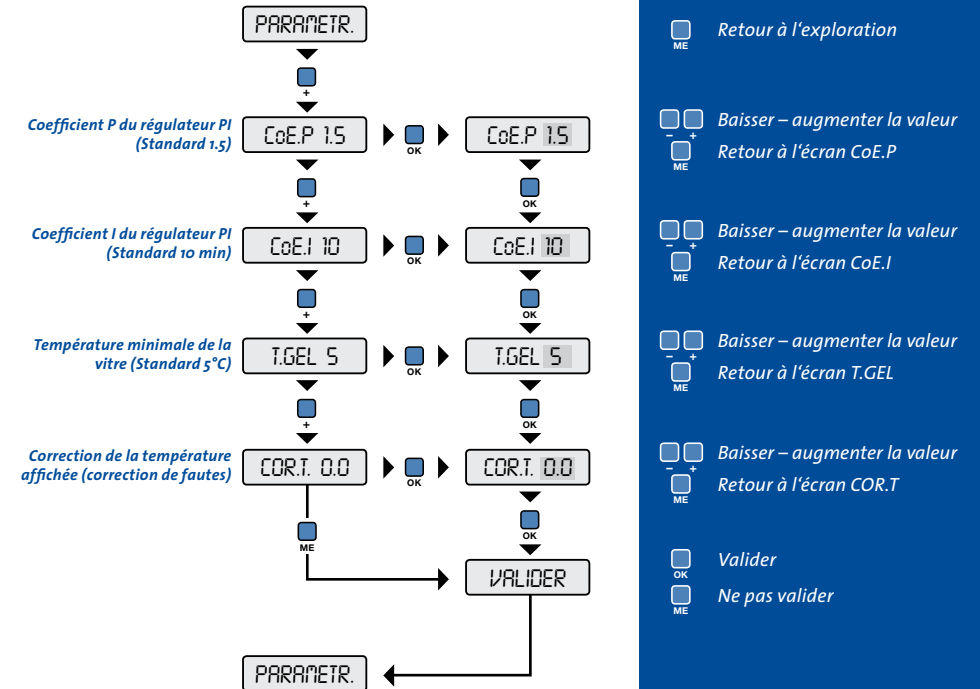 PARAMETR.
ME
Retour à l'exploration
+
Coefficient P du régulateur PI
(Standard 1.5)
CoE.P 1.5
OK
CoE.P 1.5
– +
Baisser – augmenter la valeur
ME
Retour à l‘écran CoE.P
+
OK
Coefficient I du régulateur PI
(Standard 10 min)
CoE.I 10
OK
CoE.I 10
– +
Baisser – augmenter la valeur
ME
Retour à l‘écran CoE.I
+
OK
Température minimale de la
vitre (Standard 5°C)
T.GEL 5
OK
T.GEL 5
– +
Baisser – augmenter la valeur
ME
Retour à l‘écran T.GEL
+
OK
Correction de la température
affichée (correction de fautes)
COR.T. 0.0
OK
COR.T. 0.0
– +
Baisser – augmenter la valeur
ME
Retour à l‘écran COR.T
ME
OK
VALIDER
OK
Valider
ME
Ne pas valider
PARAMETR.